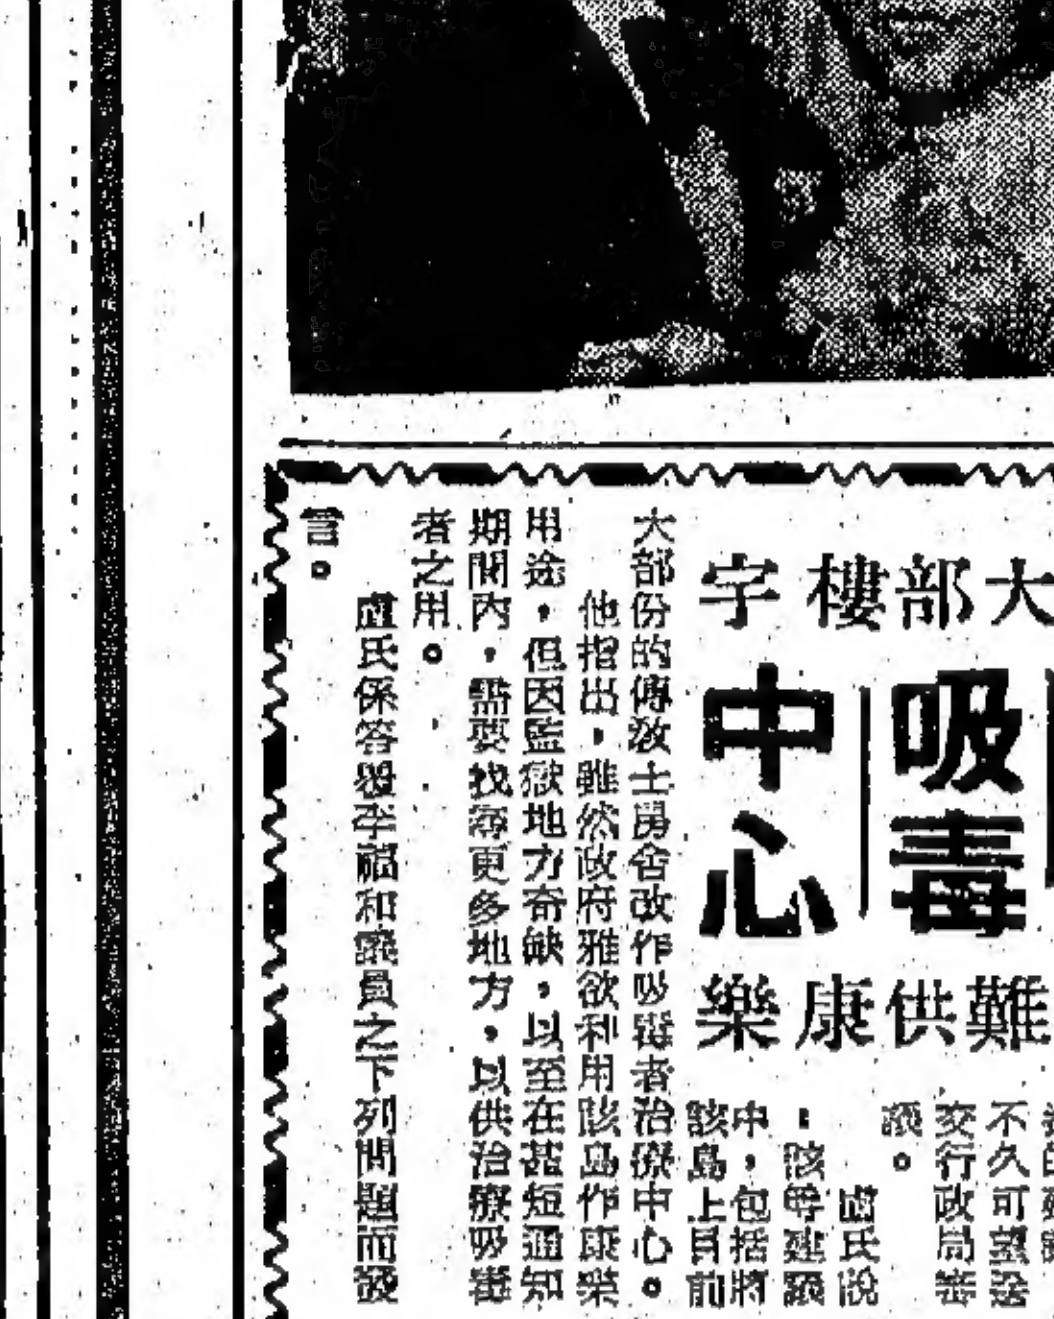 大部樓字
吸毒
中心
難供康樂
不久可望送
交行政局審
議。
盧氏說
，該等建議
中，包括將
該島上目前
大部份的傳教士男舍改作吸毒者治療中心。
他指出，雖然政府雅欲利用該島作康樂
用途，但因監獄地方奇缺，以至在甚短通知
期間內，需要找尋更多地方，以供治療吸毒
者之用。
盧氏係答覆李福和議員之下列問題而發
言。